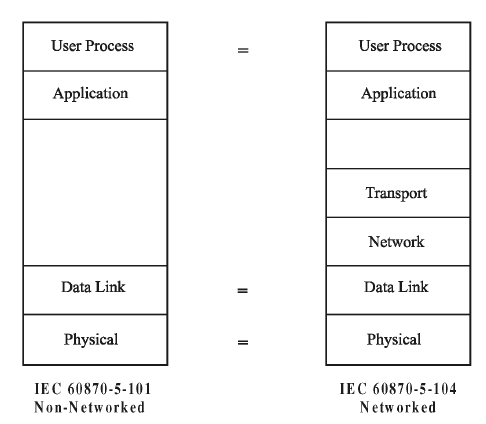 User Process = User Process
Application Application
Transport
Network
Data Link = Data Link
Physical = Physical
IEC 60870-5-101 IEC 60870-5-104
Non-Networked Networked